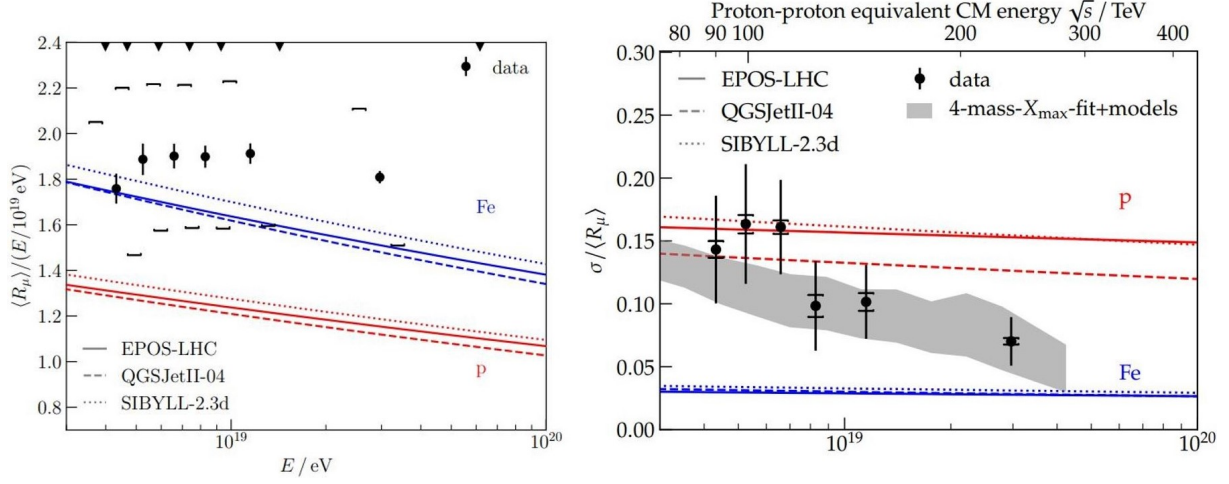 2.4
2.2
2.0
1.8
1.6
1.4
1.2
1.0
0.8
⟨Rμ⟩/(E/10¹⁹ eV)
data
Fe
p
EPOS-LHC
QGSJetII-04
SIBYLL-2.3d
10¹⁹
10²⁰
E / eV
Proton-proton equivalent CM energy √s / TeV
80 90 100 200 300 400
0.30
0.25
0.20
0.15
0.10
0.05
0.00
σ/⟨Rμ⟩
EPOS-LHC
QGSJetII-04
SIBYLL-2.3d
data
4-mass-Xmax-fit+models
p
Fe
10¹⁹
10²⁰